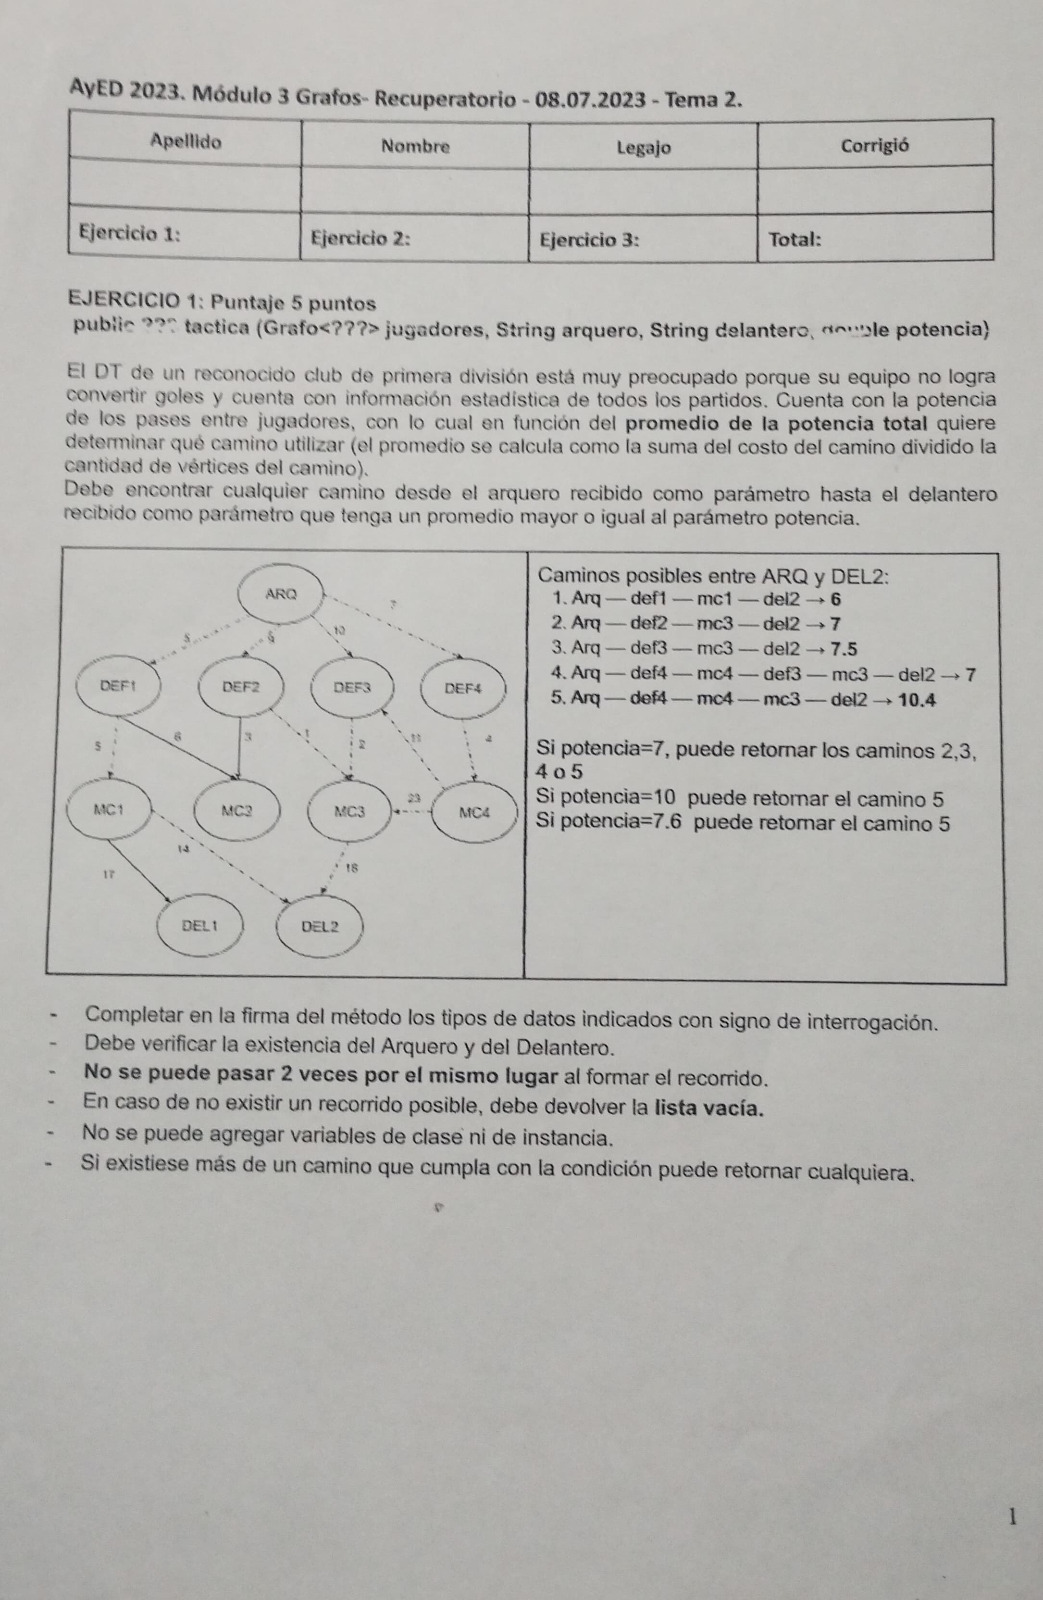 AyED 2023. Módulo 3 Grafos- Recuperatorio - 08.07.2023 - Tema 2.
Apellido Nombre Legajo Corrigió
Ejercicio 1: Ejercicio 2: Ejercicio 3: Total:
EJERCICIO 1: Puntaje 5 puntos
public ??? tactica (Grafo<???> jugadores, String arquero, String delantero, double potencia)
El DT de un reconocido club de primera división está muy preocupado porque su equipo no logra
convertir goles y cuenta con información estadística de todos los partidos. Cuenta con la potencia
de los pases entre jugadores, con lo cual en función del promedio de la potencia total quiere
determinar qué camino utilizar (el promedio se calcula como la suma del costo del camino dividido la
cantidad de vértices del camino).
Debe encontrar cualquier camino desde el arquero recibido como parámetro hasta el delantero
recibido como parámetro que tenga un promedio mayor o igual al parámetro potencia.
ARQ
7
5 10
DEF1 DEF2 DEF3 DEF4
5 6 3 1 2 11 4
MC1 MC2 MC3 23 MC4
14
17 18
DEL1 DEL2
Caminos posibles entre ARQ y DEL2:
1. Arq — def1 — mc1 — del2 → 6
2. Arq — def2 — mc3 — del2 → 7
3. Arq — def3 — mc3 — del2 → 7.5
4. Arq — def4 — mc4 — def3 — mc3 — del2 → 7
5. Arq — def4 — mc4 — mc3 — del2 → 10.4
Si potencia=7, puede retornar los caminos 2,3,
4 o 5
Si potencia=10 puede retornar el camino 5
Si potencia=7.6 puede retornar el camino 5
- Completar en la firma del método los tipos de datos indicados con signo de interrogación.
- Debe verificar la existencia del Arquero y del Delantero.
- No se puede pasar 2 veces por el mismo lugar al formar el recorrido.
- En caso de no existir un recorrido posible, debe devolver la lista vacía.
- No se puede agregar variables de clase ni de instancia.
- Si existiese más de un camino que cumpla con la condición puede retornar cualquiera.
1